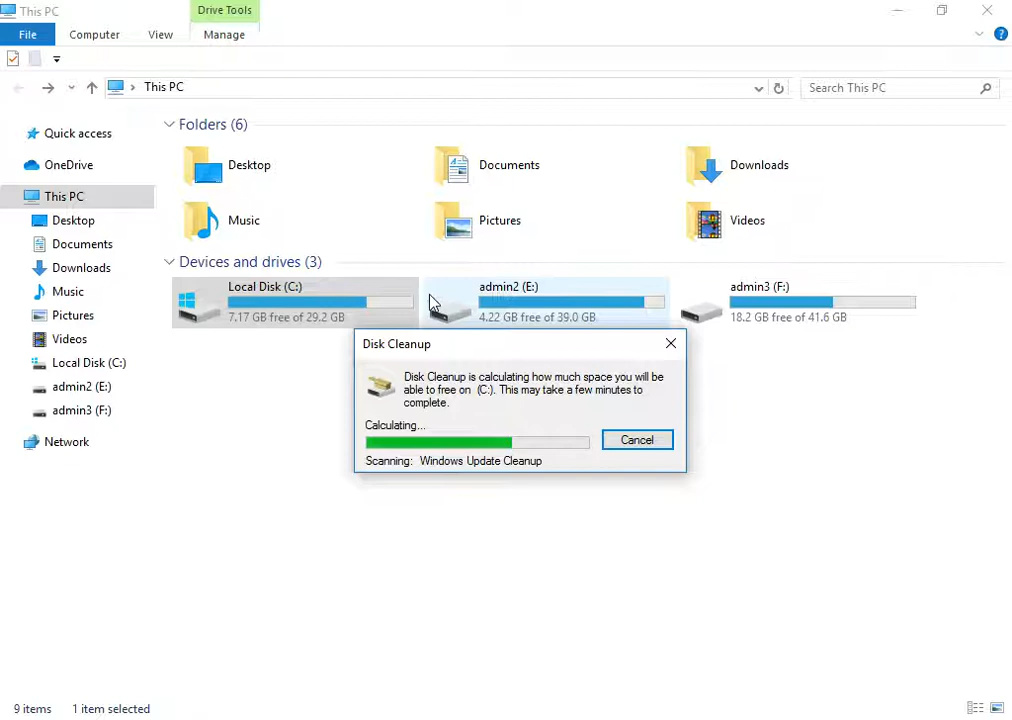 This PC
Drive Tools
File
Computer
View
Manage
This PC
Search This PC
Quick access
OneDrive
This PC
Desktop
Documents
Downloads
Music
Pictures
Videos
Local Disk (C:)
admin2 (E:)
admin3 (F:)
Network
Folders (6)
Desktop
Documents
Downloads
Music
Pictures
Videos
Devices and drives (3)
Local Disk (C:)
7.17 GB free of 29.2 GB
admin2 (E:)
4.22 GB free of 39.0 GB
admin3 (F:)
18.2 GB free of 41.6 GB
Disk Cleanup
Disk Cleanup is calculating how much space you will be
able to free on (C:). This may take a few minutes to
complete.
Calculating...
Cancel
Scanning: Windows Update Cleanup
9 items
1 item selected